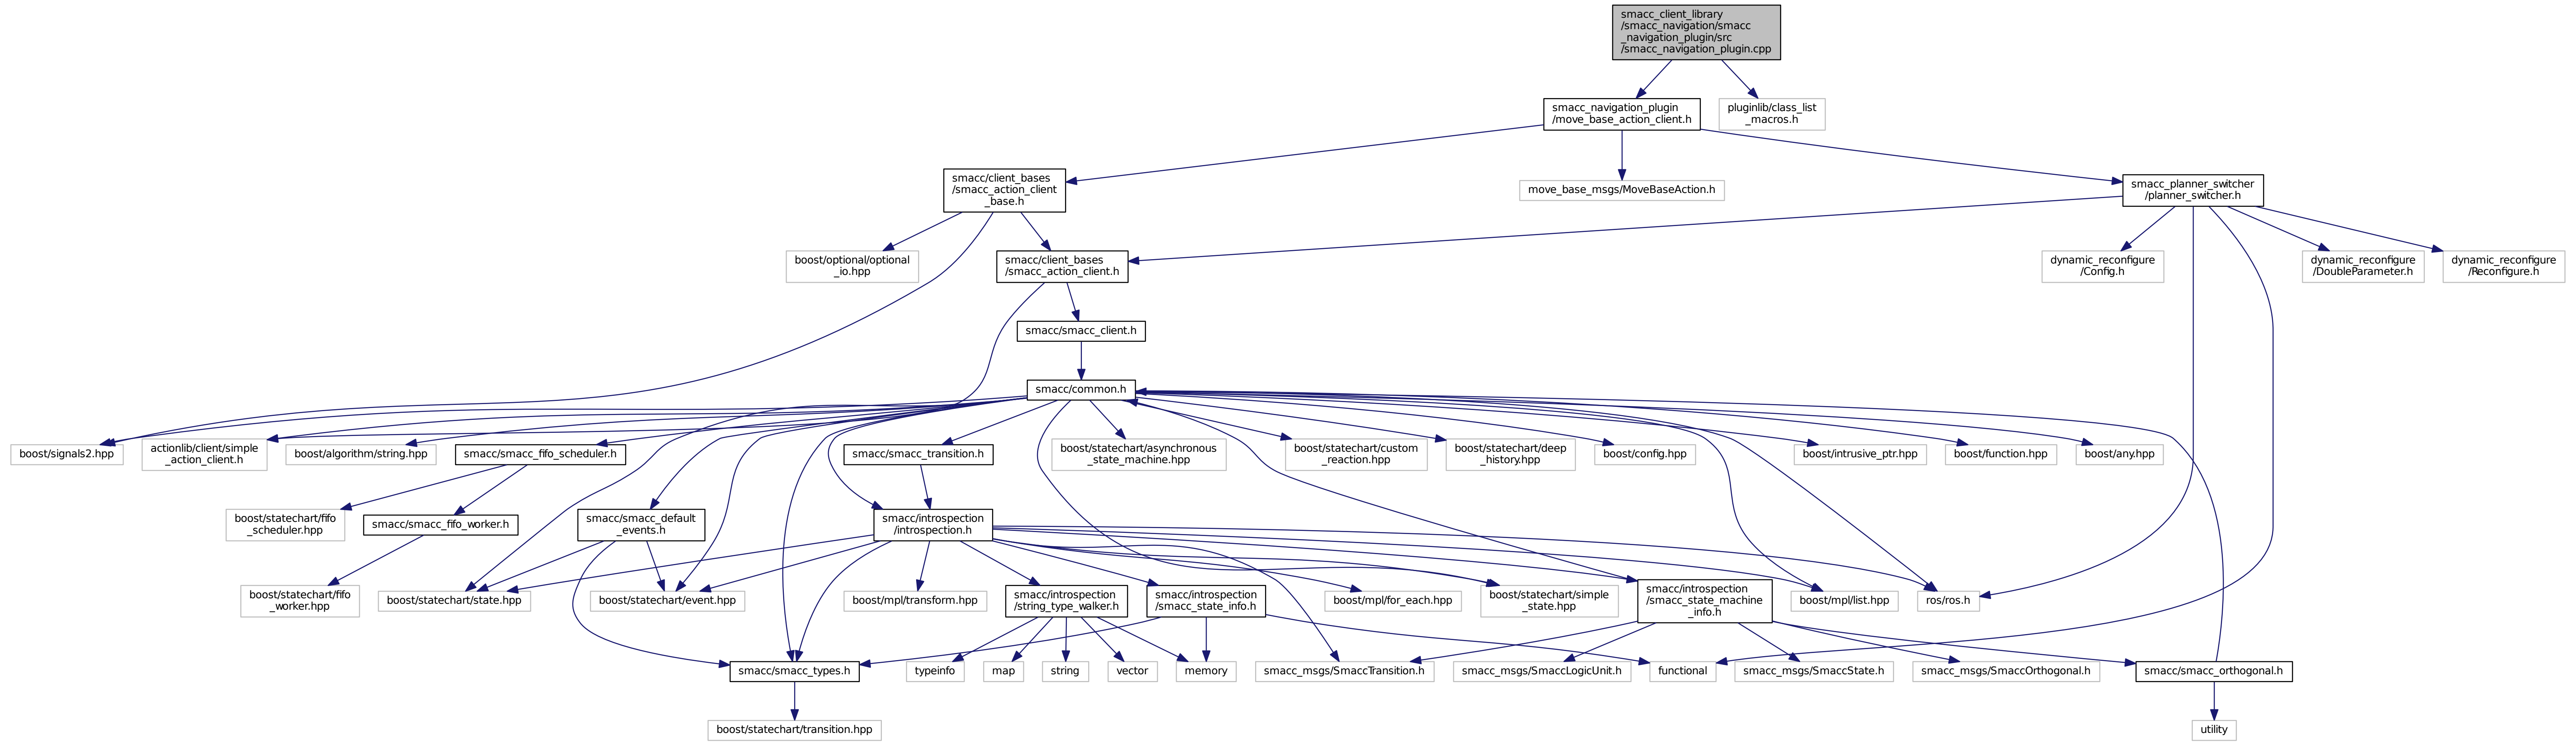 smacc_client_library
/smacc_navigation/smacc
_navigation_plugin/src
/smacc_navigation_plugin.cpp
smacc_navigation_plugin
/move_base_action_client.h
pluginlib/class_list
_macros.h
smacc/client_bases
/smacc_action_client
_base.h
move_base_msgs/MoveBaseAction.h
smacc_planner_switcher
/planner_switcher.h
boost/optional/optional
_io.hpp
smacc/client_bases
/smacc_action_client.h
dynamic_reconfigure
/Config.h
dynamic_reconfigure
/DoubleParameter.h
dynamic_reconfigure
/Reconfigure.h
smacc/smacc_client.h
smacc/common.h
boost/signals2.hpp
actionlib/client/simple
_action_client.h
boost/algorithm/string.hpp
smacc/smacc_fifo_scheduler.h
smacc/smacc_transition.h
boost/statechart/asynchronous
_state_machine.hpp
boost/statechart/custom
_reaction.hpp
boost/statechart/deep
_history.hpp
boost/config.hpp
boost/intrusive_ptr.hpp
boost/function.hpp
boost/any.hpp
boost/statechart/fifo
_scheduler.hpp
smacc/smacc_fifo_worker.h
smacc/smacc_default
_events.h
smacc/introspection
/introspection.h
boost/statechart/fifo
_worker.hpp
boost/statechart/state.hpp
boost/statechart/event.hpp
boost/mpl/transform.hpp
smacc/introspection
/string_type_walker.h
smacc/introspection
/smacc_state_info.h
boost/mpl/for_each.hpp
boost/statechart/simple
_state.hpp
smacc/introspection
/smacc_state_machine
_info.h
boost/mpl/list.hpp
ros/ros.h
smacc/smacc_types.h
typeinfo
map
string
vector
memory
smacc_msgs/SmaccTransition.h
smacc_msgs/SmaccLogicUnit.h
functional
smacc_msgs/SmaccState.h
smacc_msgs/SmaccOrthogonal.h
smacc/smacc_orthogonal.h
boost/statechart/transition.hpp
utility